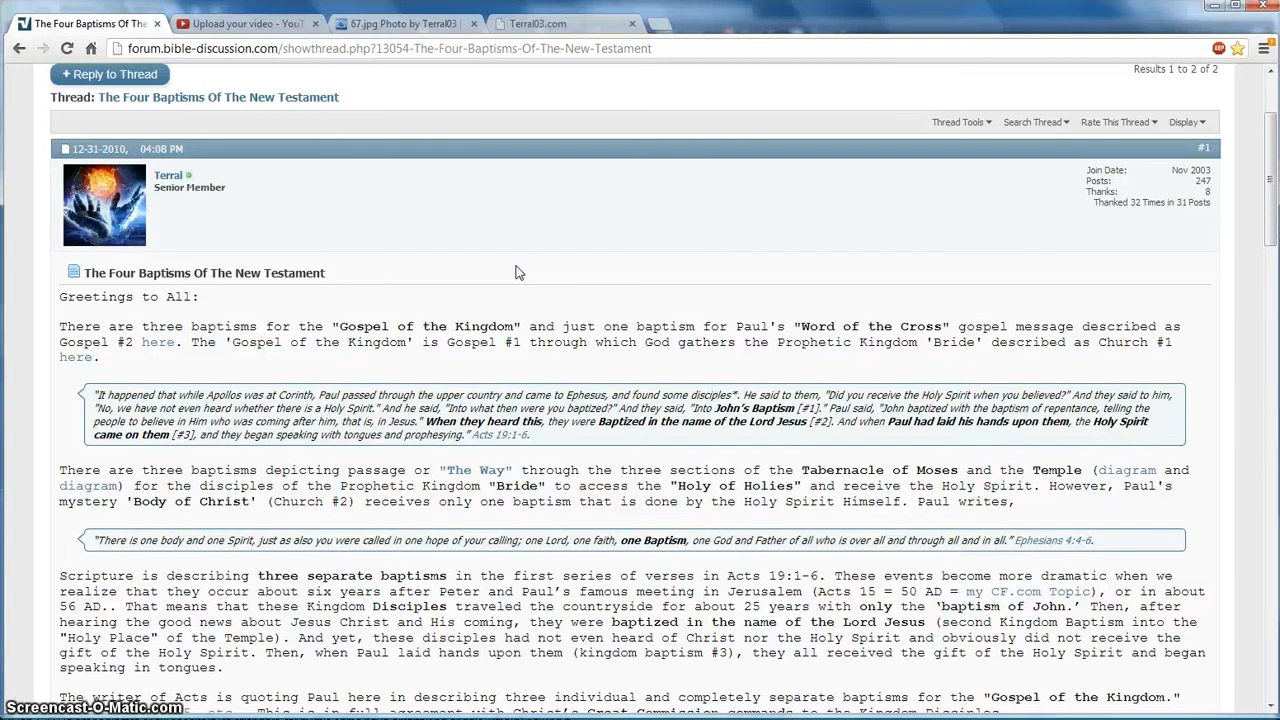 The Four Baptisms Of The
Upload your video - YouT
67.jpg Photo by Terral03 |
Terral03.com
forum.bible-discussion.com/showthread.php?13054-The-Four-Baptisms-Of-The-New-Testament
+ Reply to Thread
Results 1 to 2 of 2
Thread: The Four Baptisms Of The New Testament
Thread Tools
Search Thread
Rate This Thread
Display
12-31-2010, 04:08 PM
#1
Terral
Senior Member
Join Date: Nov 2003
Posts: 247
Thanks: 8
Thanked 32 Times in 31 Posts
The Four Baptisms Of The New Testament
Greetings to All:
There are three baptisms for the "Gospel of the Kingdom" and just one baptism for Paul's "Word of the Cross" gospel message described as
Gospel #2 here. The 'Gospel of the Kingdom' is Gospel #1 through which God gathers the Prophetic Kingdom 'Bride' described as Church #1
here.
"It happened that while Apollos was at Corinth, Paul passed through the upper country and came to Ephesus, and found some disciples*. He said to them, "Did you receive the Holy Spirit when you believed?" And they said to him,
"No, we have not even heard whether there is a Holy Spirit." And he said, "Into what then were you baptized?" And they said, "Into John's Baptism [#1]." Paul said, "John baptized with the baptism of repentance, telling the
people to believe in Him who was coming after him, that is, in Jesus." When they heard this, they were Baptized in the name of the Lord Jesus [#2]. And when Paul had laid his hands upon them, the Holy Spirit
came on them [#3], and they began speaking with tongues and prophesying." Acts 19:1-6.
There are three baptisms depicting passage or "The Way" through the three sections of the Tabernacle of Moses and the Temple (diagram and
diagram) for the disciples of the Prophetic Kingdom "Bride" to access the "Holy of Holies" and receive the Holy Spirit. However, Paul's
mystery 'Body of Christ' (Church #2) receives only one baptism that is done by the Holy Spirit Himself. Paul writes,
"There is one body and one Spirit, just as also you were called in one hope of your calling; one Lord, one faith, one Baptism, one God and Father of all who is over all and through all and in all." Ephesians 4:4-6.
Scripture is describing three separate baptisms in the first series of verses in Acts 19:1-6. These events become more dramatic when we
realize that they occur about six years after Peter and Paul's famous meeting in Jerusalem (Acts 15 = 50 AD = my CF.com Topic), or in about
56 AD.. That means that these Kingdom Disciples traveled the countryside for about 25 years with only the 'baptism of John.' Then, after
hearing the good news about Jesus Christ and His coming, they were baptized in the name of the Lord Jesus (second Kingdom Baptism into the
"Holy Place" of the Temple). And yet, these disciples had not even heard of Christ nor the Holy Spirit and obviously did not receive the
gift of the Holy Spirit. Then, when Paul laid hands upon them (kingdom baptism #3), they all received the gift of the Holy Spirit and began
speaking in tongues.
The writer of Acts is quoting Paul here in describing three individual and completely separate baptisms for the "Gospel of the Kingdom."
This is in full agreement with Christ's Great Commission commands to the Kingdom Disciples
Screencast-O-Matic.com